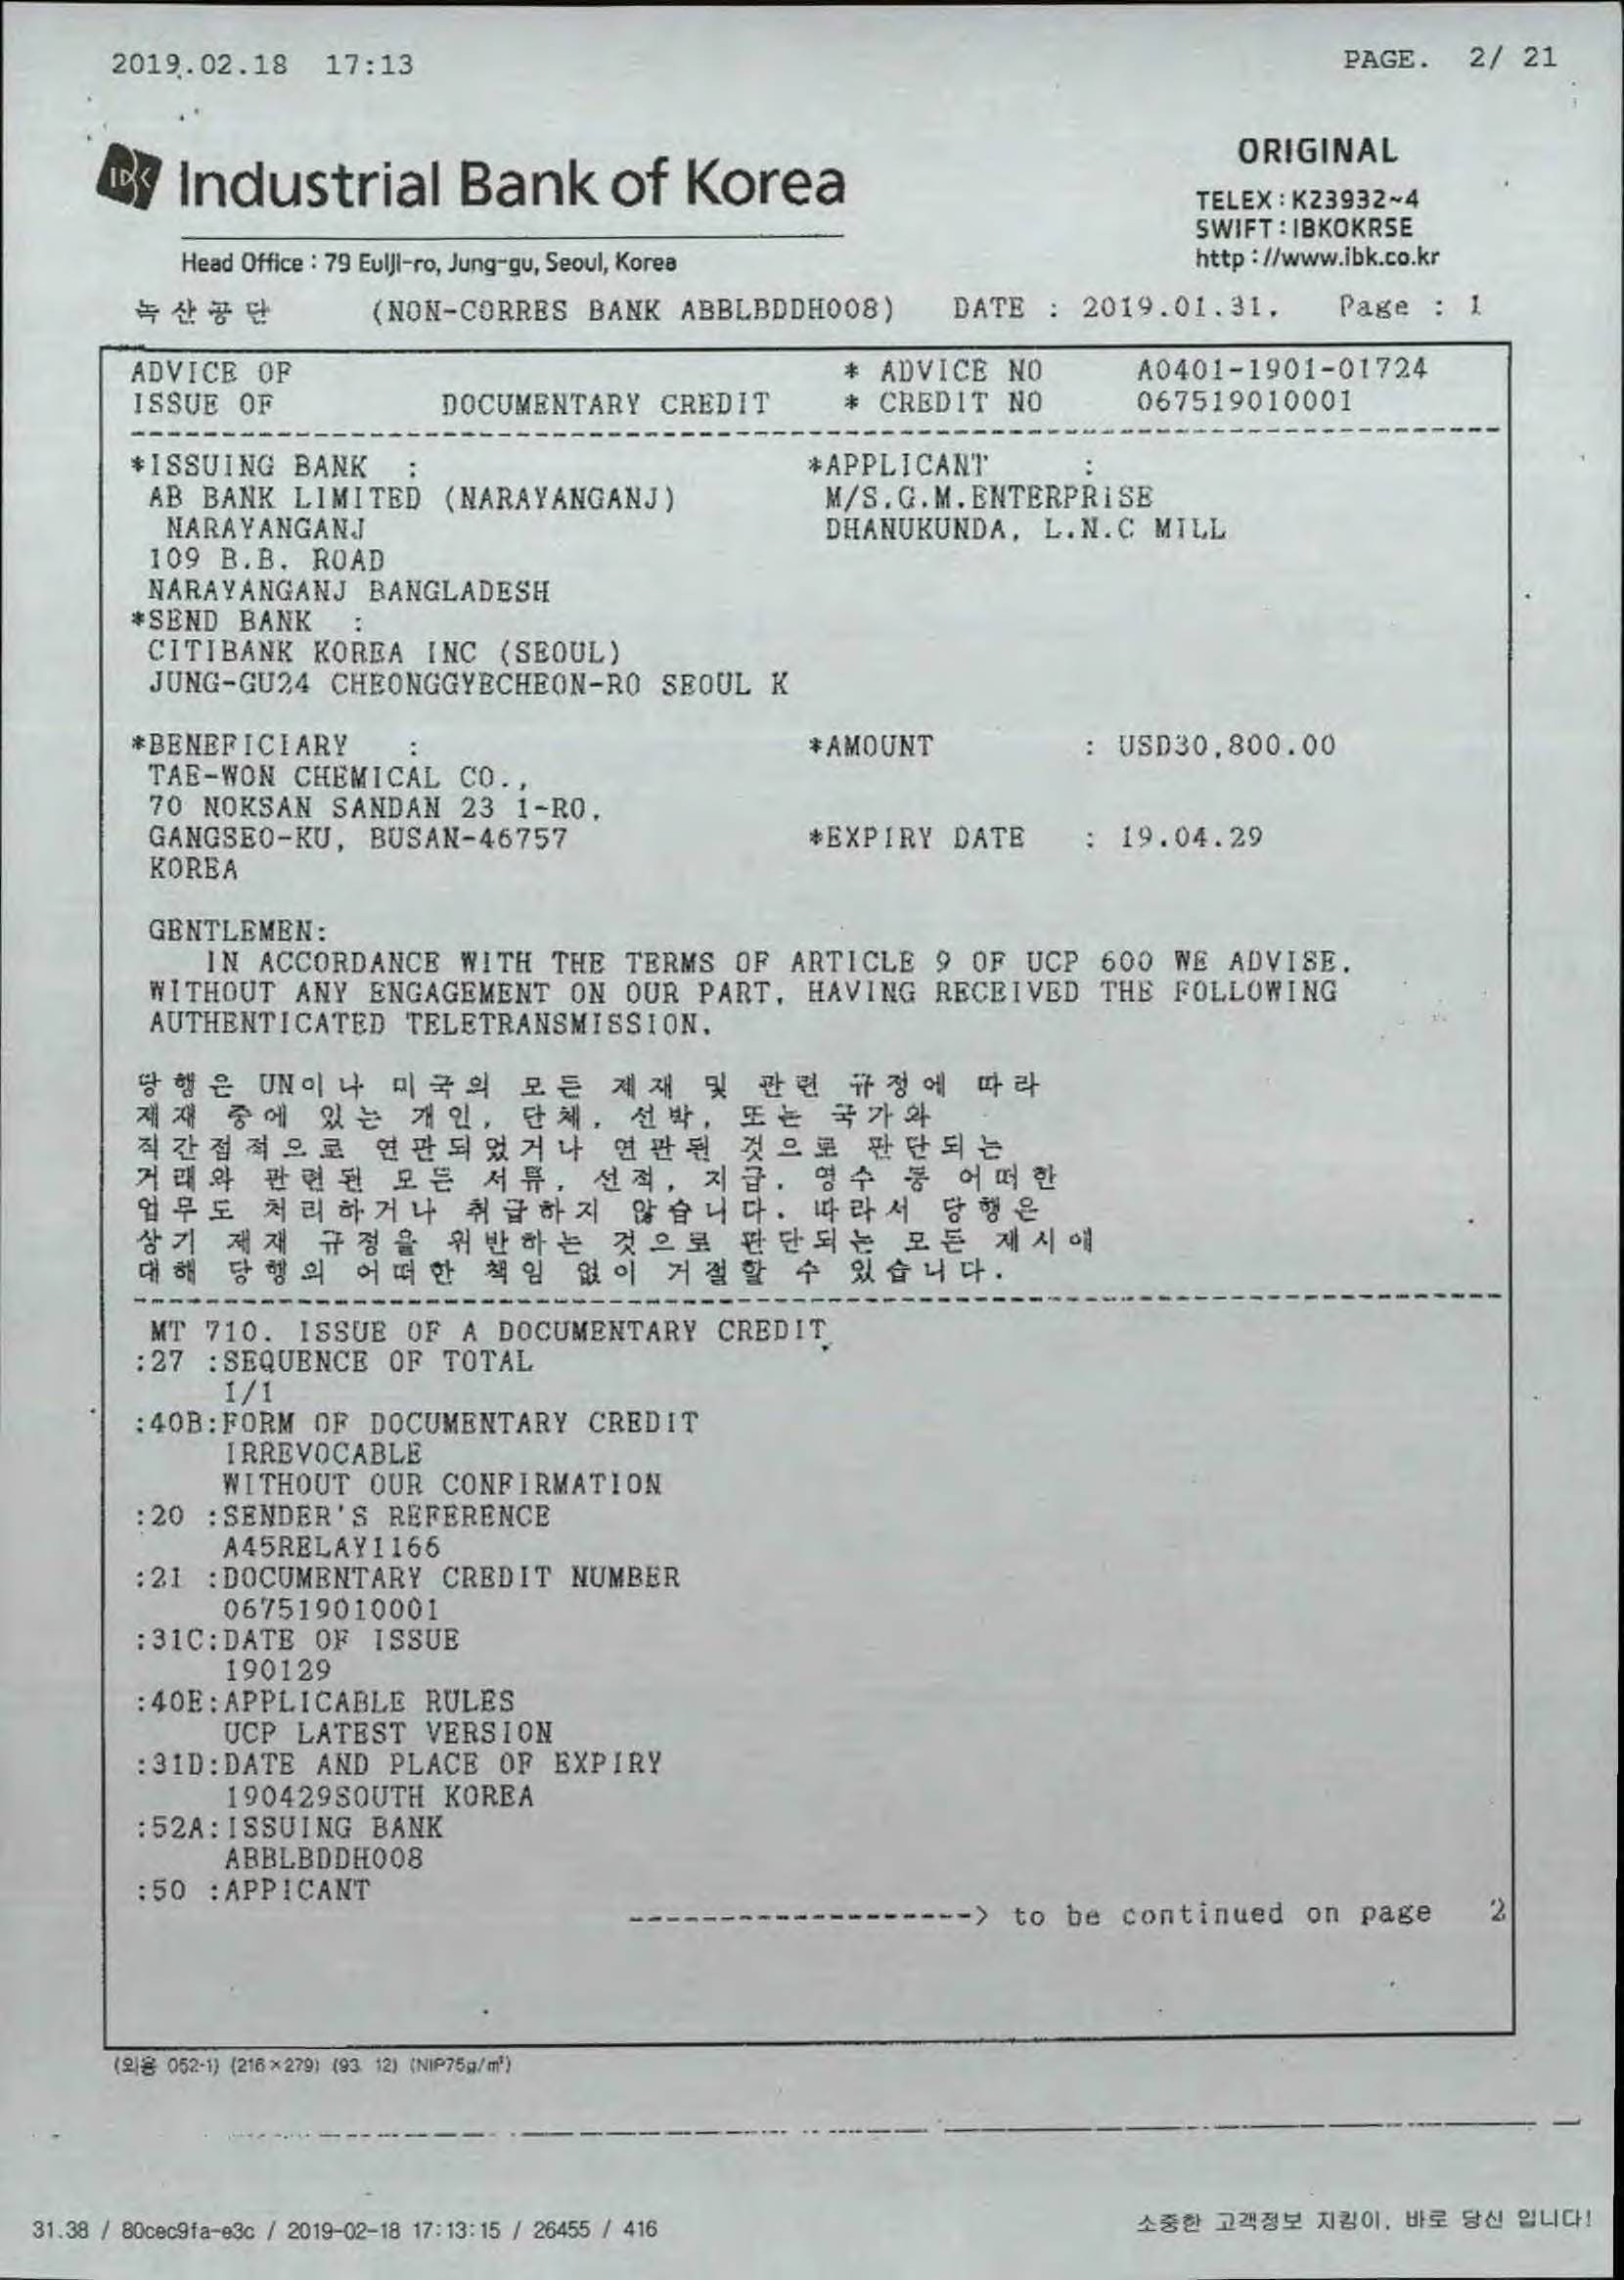 2019.02.18 17:13 PAGE. 2/ 21
IBK Industrial Bank of Korea
ORIGINAL
TELEX : K23932~4
SWIFT : IBKOKRSE
http : //www.ibk.co.kr
Head Office : 79 Eulji-ro, Jung-gu, Seoul, Korea
녹산공단 (NON-CORRES BANK ABBLBDDH008) DATE : 2019.01.31. Page : 1
ADVICE OF * ADVICE NO A0401-1901-01724
ISSUE OF DOCUMENTARY CREDIT * CREDIT NO 067519010001
*ISSUING BANK : *APPLICANT :
AB BANK LIMITED (NARAYANGANJ) M/S.G.M.ENTERPRISE
NARAYANGANJ DHANUKUNDA, L.N.C MILL
109 B.B. ROAD
NARAYANGANJ BANGLADESH
*SEND BANK :
CITIBANK KOREA INC (SEOUL)
JUNG-GU24 CHEONGGYECHEON-RO SEOUL K
*BENEFICIARY : *AMOUNT : USD30,800.00
TAE-WON CHEMICAL CO.,
70 NOKSAN SANDAN 23 1-RO,
GANGSEO-KU, BUSAN-46757 *EXPIRY DATE : 19.04.29
KOREA
GENTLEMEN:
IN ACCORDANCE WITH THE TERMS OF ARTICLE 9 OF UCP 600 WE ADVISE,
WITHOUT ANY ENGAGEMENT ON OUR PART, HAVING RECEIVED THE FOLLOWING
AUTHENTICATED TELETRANSMISSION.
당행은 UN이나 미국의 모든 제재 및 관련 규정에 따라
제재 중에 있는 개인, 단체, 선박, 또는 국가와
직간접적으로 연관되었거나 연관된 것으로 판단되는
거래와 관련된 모든 서류, 선적, 지급, 영수 등 어떠한
업무도 처리하거나 취급하지 않습니다. 따라서 당행은
상기 제재 규정을 위반하는 것으로 판단되는 모든 제시에
대해 당행의 어떠한 책임 없이 거절할 수 있습니다.
MT 710. ISSUE OF A DOCUMENTARY CREDIT
:27 :SEQUENCE OF TOTAL
1/1
:40B:FORM OF DOCUMENTARY CREDIT
IRREVOCABLE
WITHOUT OUR CONFIRMATION
:20 :SENDER'S REFERENCE
A45RELAY1166
:21 :DOCUMENTARY CREDIT NUMBER
067519010001
:31C:DATE OF ISSUE
190129
:40E:APPLICABLE RULES
UCP LATEST VERSION
:31D:DATE AND PLACE OF EXPIRY
190429SOUTH KOREA
:52A:ISSUING BANK
ABBLBDDH008
:50 :APPICANT
-------------------> to be continued on page 2
(외용 052-1) (216×279) (93. 12) (NIP75g/㎡)
31.38 / 80cec9fa-e3c / 2019-02-18 17:13:15 / 26455 / 416
소중한 고객정보 지킴이, 바로 당신 입니다!